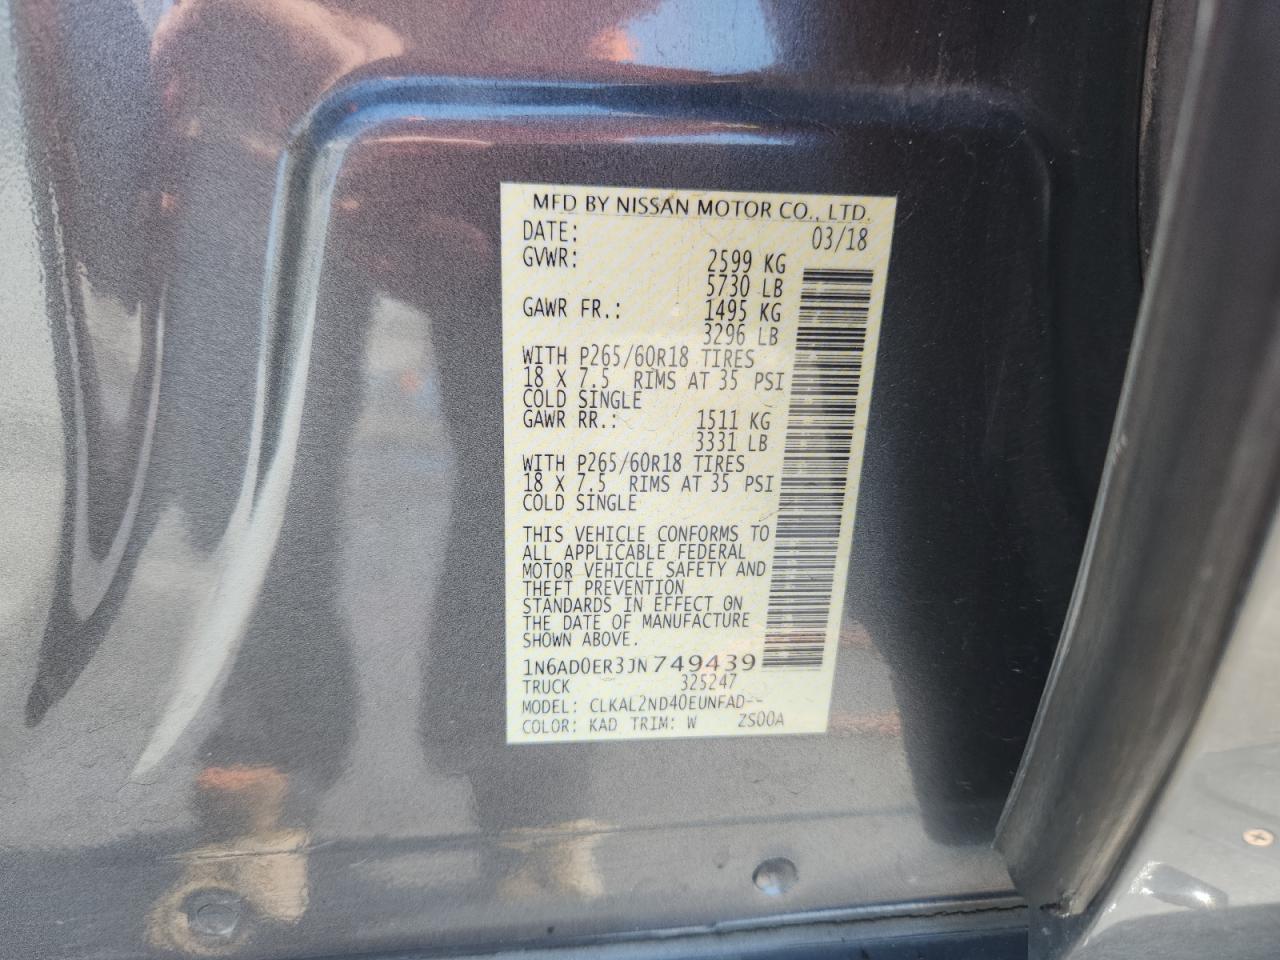 MFD BY NISSAN MOTOR CO., LTD.
DATE: 03/18
GVWR: 2599 KG
5730 LB
GAWR FR.: 1495 KG
3296 LB
WITH P265/60R18 TIRES
18 X 7.5 RIMS AT 35 PSI
COLD SINGLE
GAWR RR.: 1511 KG
3331 LB
WITH P265/60R18 TIRES
18 X 7.5 RIMS AT 35 PSI
COLD SINGLE
THIS VEHICLE CONFORMS TO
ALL APPLICABLE FEDERAL
MOTOR VEHICLE SAFETY AND
THEFT PREVENTION
STANDARDS IN EFFECT ON
THE DATE OF MANUFACTURE
SHOWN ABOVE.
1N6AD0ER3JN749439
TRUCK 325247
MODEL: CLKAL2ND40EUNFAD--
COLOR: KAD TRIM: W ZS00A